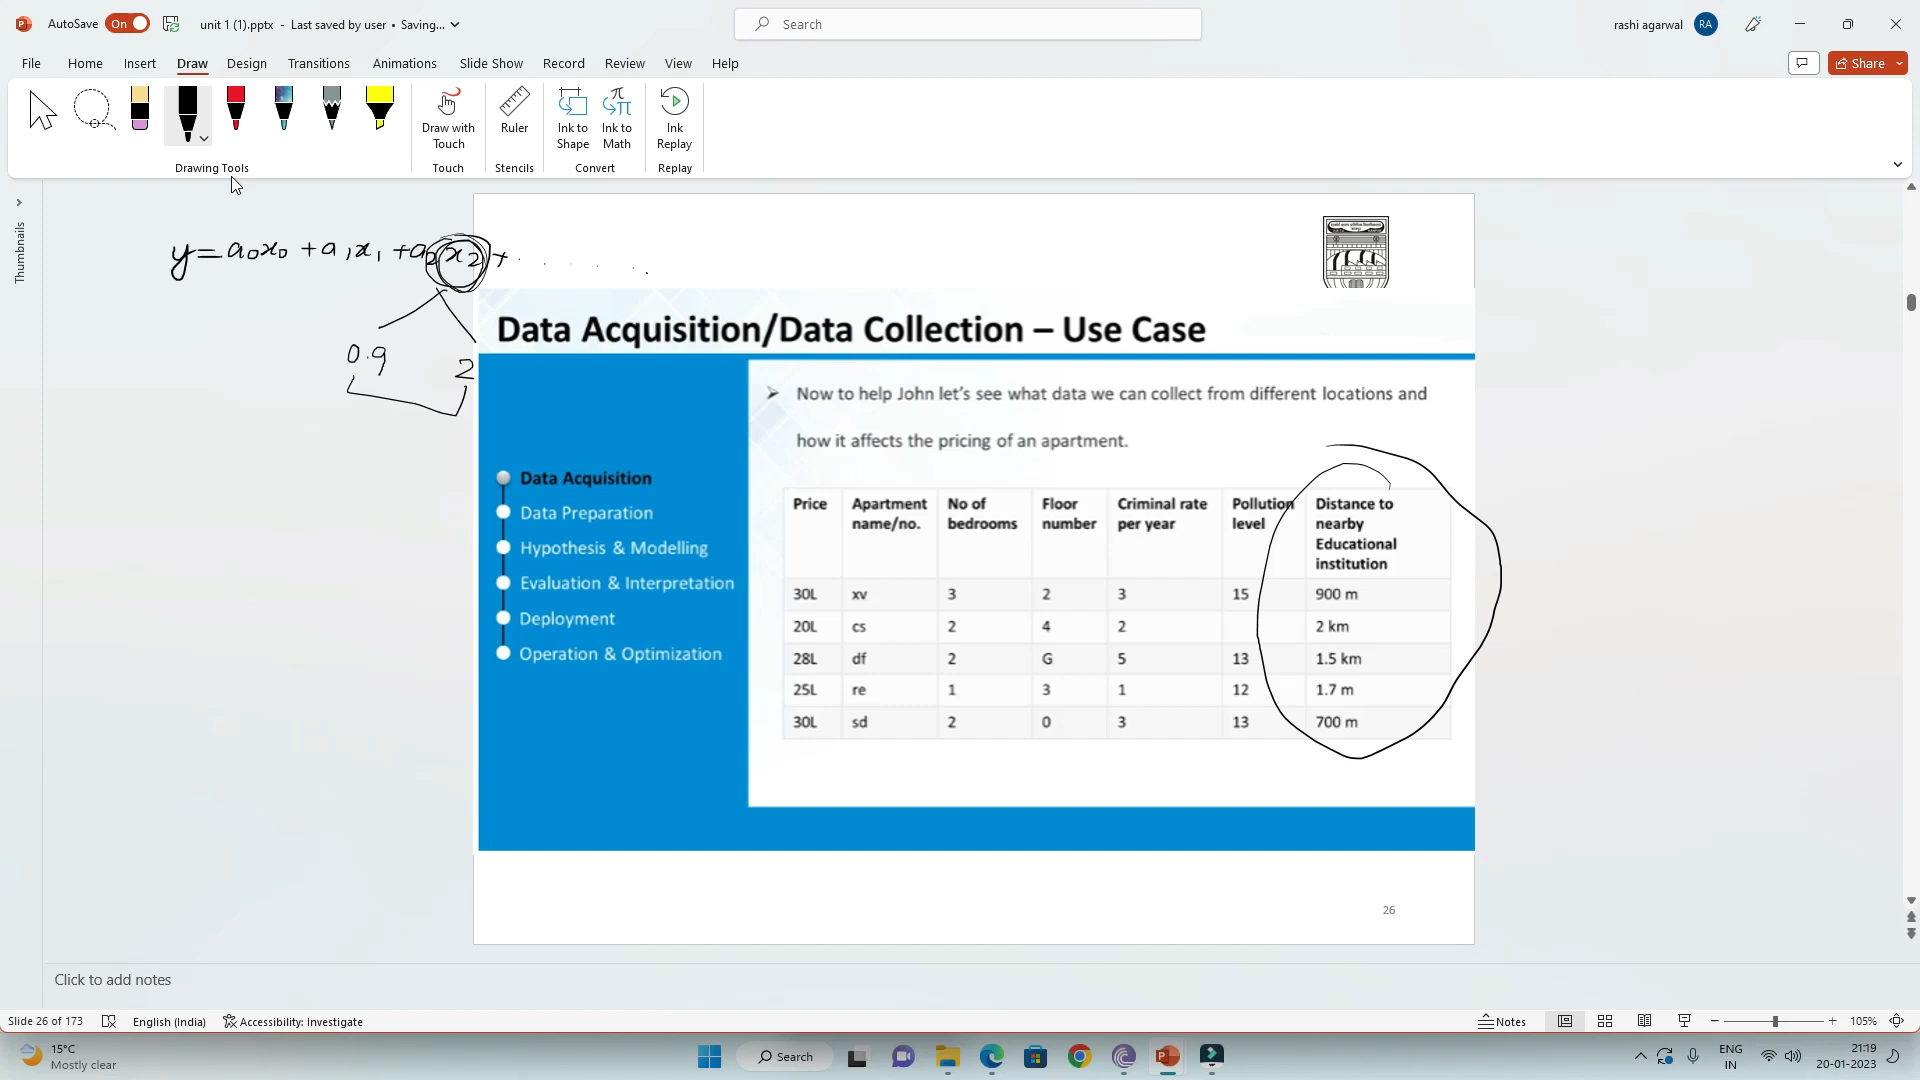 AutoSave On unit 1 (1).pptx - Last saved by user • Saving... Search rashi agarwal RA
File Home Insert Draw Design Transitions Animations Slide Show Record Review View Help Share
Draw with Touch
Ruler
Ink to Shape
Ink to Math
Ink Replay
Drawing Tools Touch Stencils Convert Replay
Thumbnails
y = a0x0 + a1x1 + a2x2 + . . . . .
0.9 2
Data Acquisition/Data Collection – Use Case
Now to help John let's see what data we can collect from different locations and
how it affects the pricing of an apartment.
Data Acquisition
Data Preparation
Hypothesis & Modelling
Evaluation & Interpretation
Deployment
Operation & Optimization
Price Apartment name/no. No of bedrooms Floor number Criminal rate per year Pollution level Distance to nearby Educational institution
30L xv 3 2 3 15 900 m
20L cs 2 4 2 2 km
28L df 2 G 5 13 1.5 km
25L re 1 3 1 12 1.7 m
30L sd 2 0 3 13 700 m
26
Click to add notes
Slide 26 of 173 English (India) Accessibility: Investigate Notes 105%
15°C
Mostly clear
Search
ENG
IN
21:19
20-01-2023